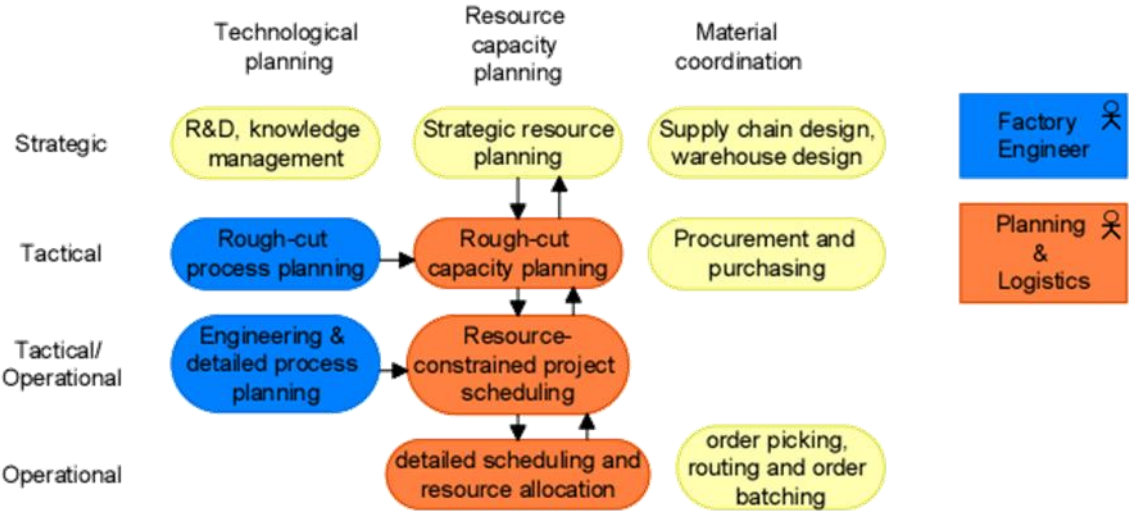 Technological
planning
Resource
capacity
planning
Material
coordination
Strategic
R&D, knowledge
management
Strategic resource
planning
Supply chain design,
warehouse design
Factory
Engineer
Tactical
Rough-cut
process planning
Rough-cut
capacity planning
Procurement and
purchasing
Planning
&
Logistics
Tactical/
Operational
Engineering &
detailed process
planning
Resource-
constrained project
scheduling
Operational
detailed scheduling and
resource allocation
order picking,
routing and order
batching